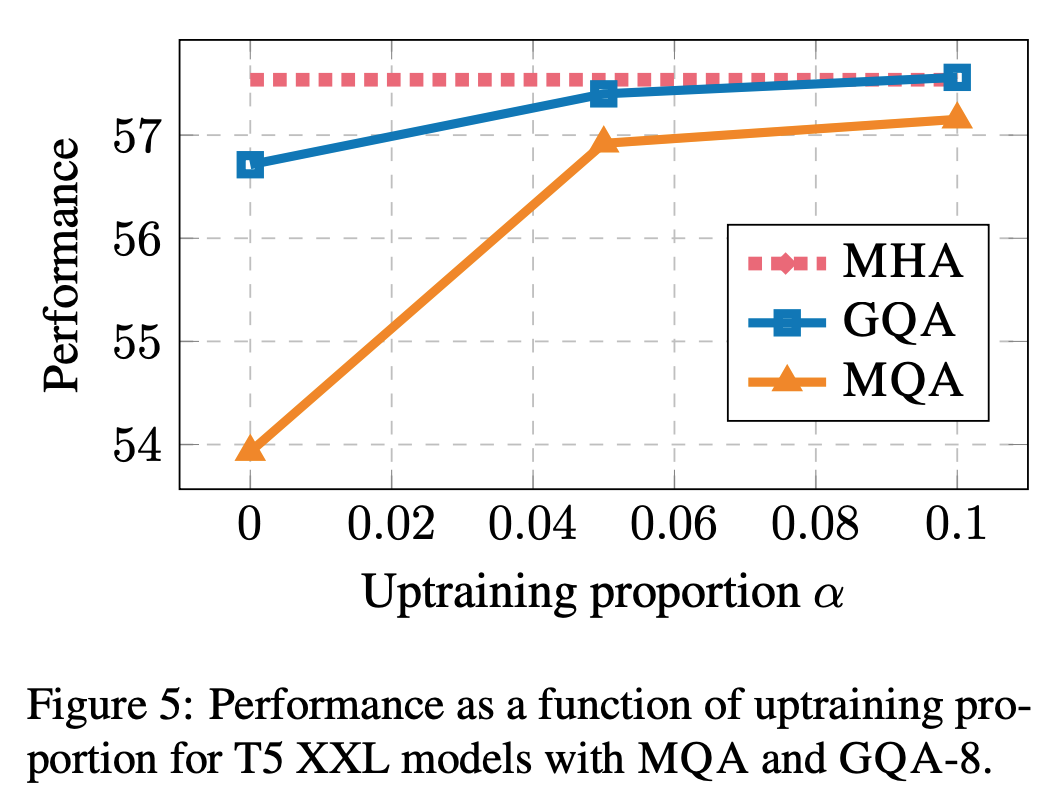 Performance
57
56
55
54
MHA
GQA
MQA
0 0.02 0.04 0.06 0.08 0.1
Uptraining proportion α
Figure 5: Performance as a function of uptraining pro-
portion for T5 XXL models with MQA and GQA-8.